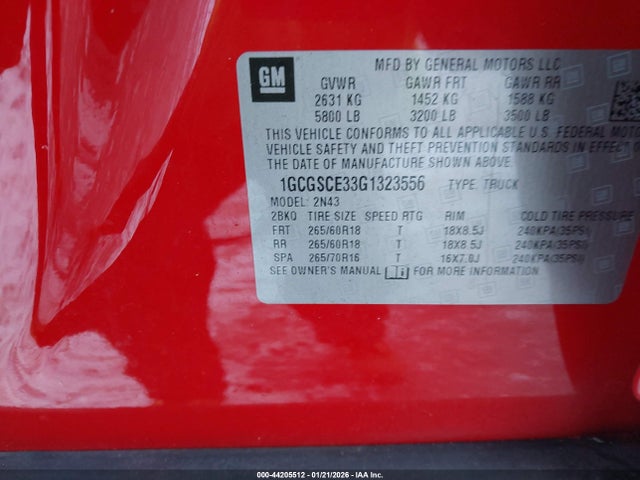 GM
MFD BY GENERAL MOTORS LLC
GVWR GAWR FRT GAWR RR
2631 KG 1452 KG 1588 KG
5800 LB 3200 LB 3500 LB
THIS VEHICLE CONFORMS TO ALL APPLICABLE U.S. FEDERAL MOTOR
VEHICLE SAFETY AND THEFT PREVENTION STANDARDS IN EFFECT
THE DATE OF MANUFACTURE SHOWN ABOVE.
1GCGSCE33G1323556 TYPE: TRUCK
MODEL: 2N43
2BKQ TIRE SIZE SPEED RTG RIM COLD TIRE PRESSURE
FRT 265/60R18 T 18X8.5J 240KPA(35PSI)
RR 265/60R18 T 18X8.5J 240KPA(35PSI)
SPA 265/70R16 T 16X7.0J 240KPA(35PSI)
SEE OWNER'S MANUAL FOR MORE INFORMATION
000-44205512 - 01/21/2026 - IAA Inc.